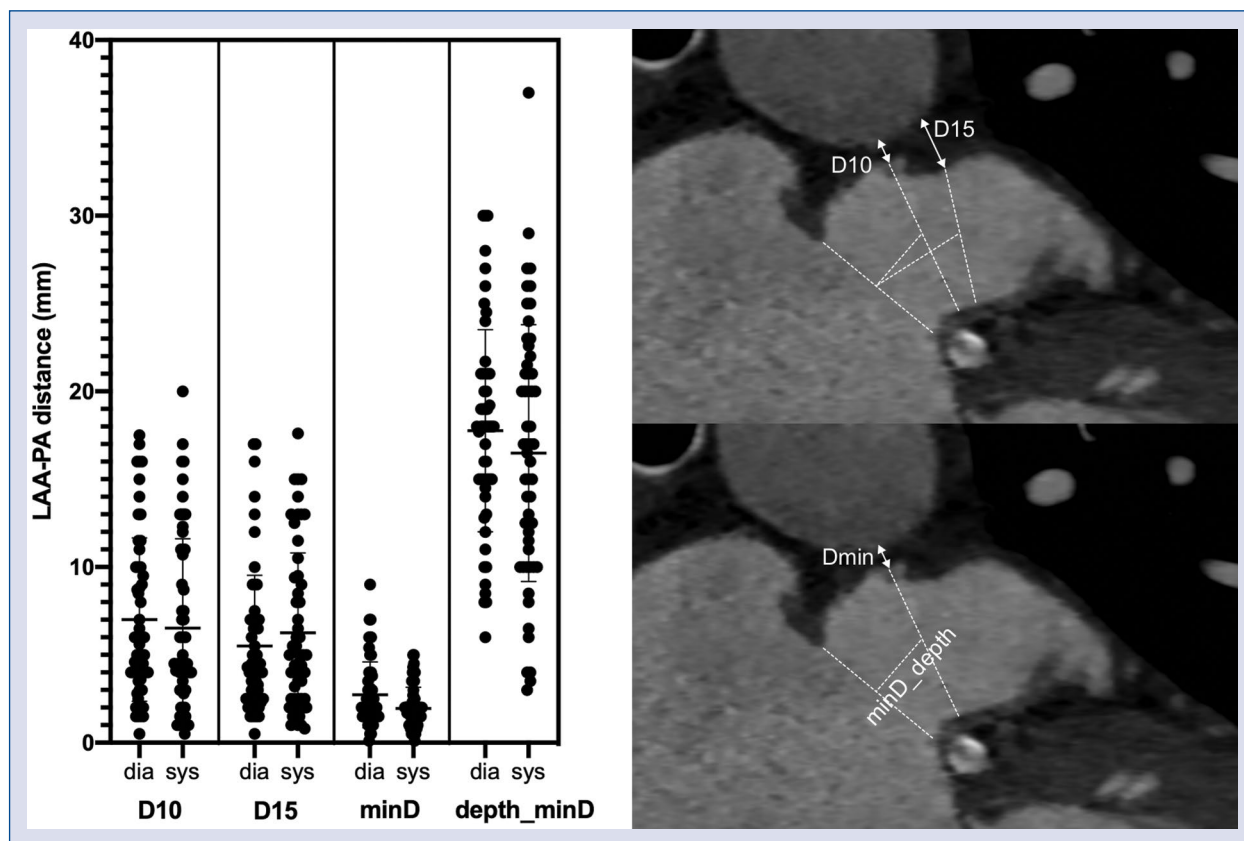 40
30
20
10
0
LAA-PA distance (mm)
dia sys dia sys dia sys dia sys
D10 D15 minD depth_minD
D15
D10
Dmin
minD_depth